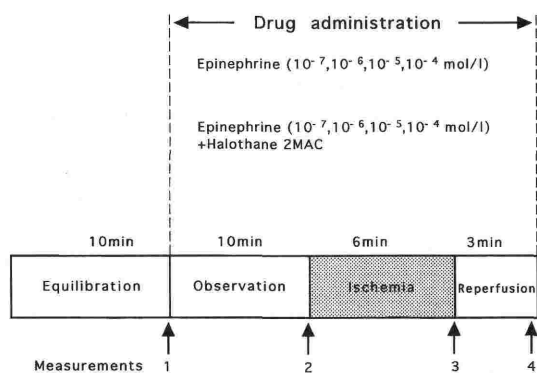 Drug administration
Epinephrine (10⁻⁷,10⁻⁶,10⁻⁵,10⁻⁴ mol/l)
Epinephrine (10⁻⁷,10⁻⁶,10⁻⁵,10⁻⁴ mol/l)
+Halothane 2MAC
10min 10min 6min 3min
Equilibration Observation Ischemia Reperfusion
Measurements 1 2 3 4